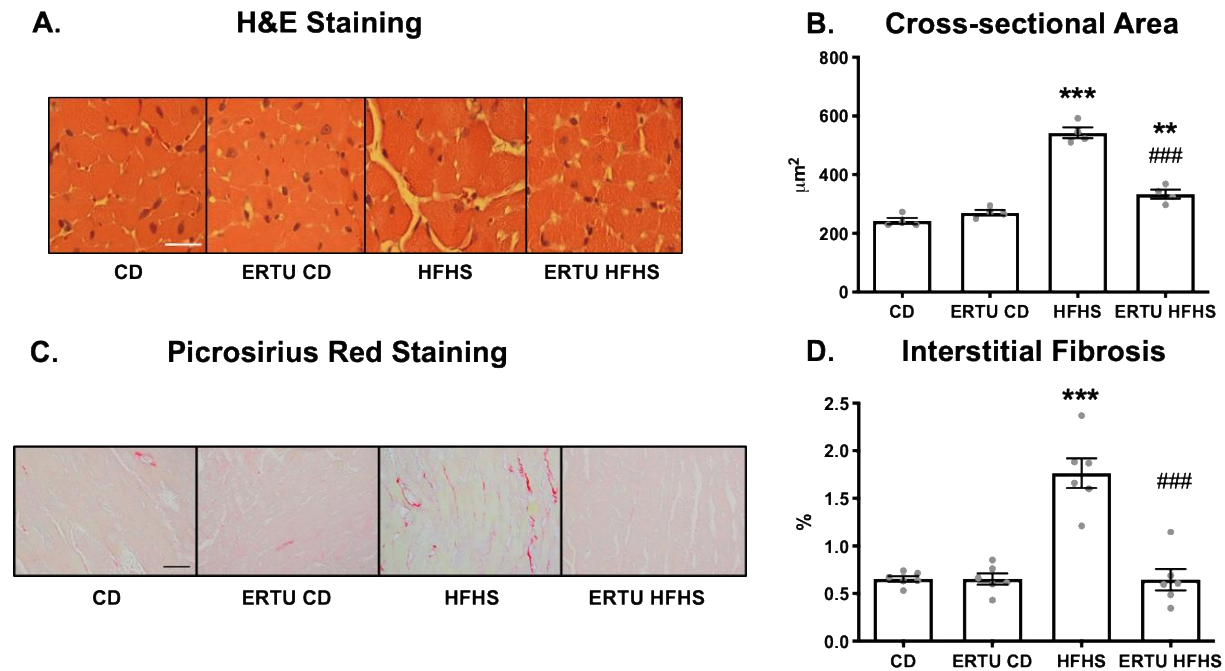 A. H&E Staining
CD ERTU CD HFHS ERTU HFHS
B. Cross-sectional Area
800
600
400
200
0
μm²
***
**
###
CD ERTU CD HFHS ERTU HFHS
C. Picrosirius Red Staining
CD ERTU CD HFHS ERTU HFHS
D. Interstitial Fibrosis
2.5
2.0
1.5
1.0
0.5
0.0
%
***
###
CD ERTU CD HFHS ERTU HFHS